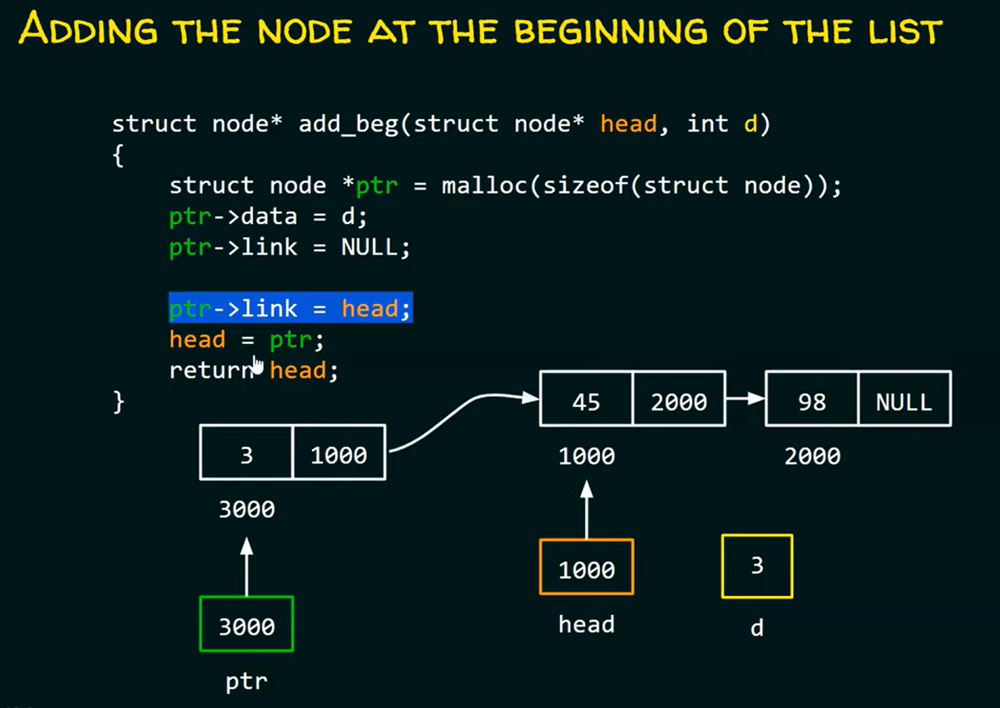 ADDING THE NODE AT THE BEGINNING OF THE LIST
struct node* add_beg(struct node* head, int d)
{
struct node *ptr = malloc(sizeof(struct node));
ptr->data = d;
ptr->link = NULL;
ptr->link = head;
head = ptr;
return head;
}
45 2000
98 NULL
3 1000
1000
2000
3000
1000
3
head
d
3000
ptr